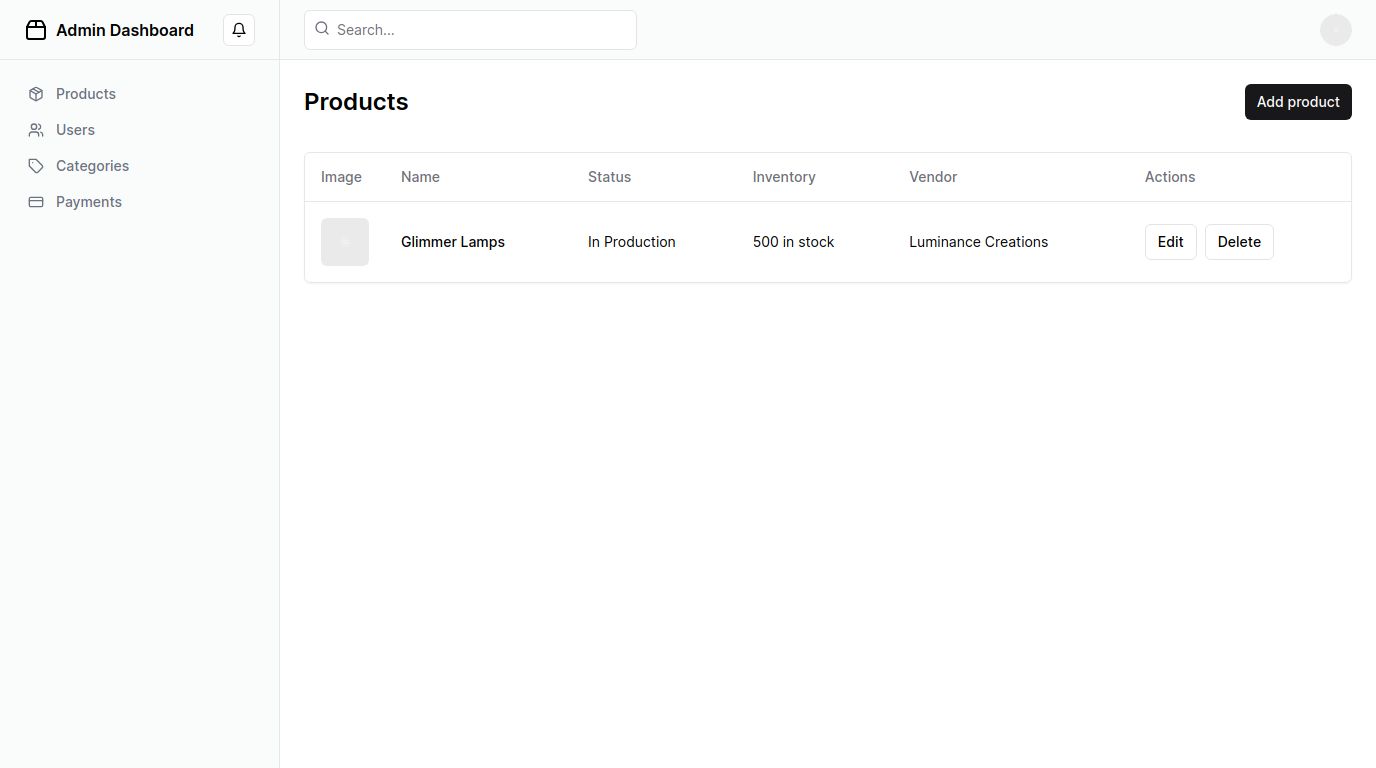 Admin Dashboard
Search...
Products
Users
Categories
Payments
Products
Add product
Image Name Status Inventory Vendor Actions
Glimmer Lamps In Production 500 in stock Luminance Creations Edit Delete